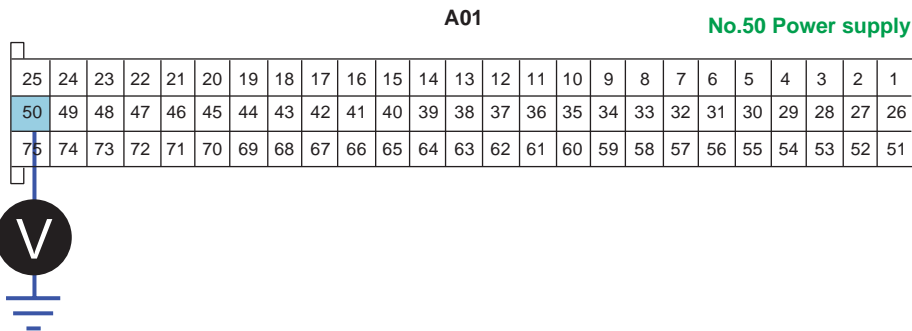 A01
No.50 Power supply
25 24 23 22 21 20 19 18 17 16 15 14 13 12 11 10 9 8 7 6 5 4 3 2 1
50 49 48 47 46 45 44 43 42 41 40 39 38 37 36 35 34 33 32 31 30 29 28 27 26
75 74 73 72 71 70 69 68 67 66 65 64 63 62 61 60 59 58 57 56 55 54 53 52 51
V